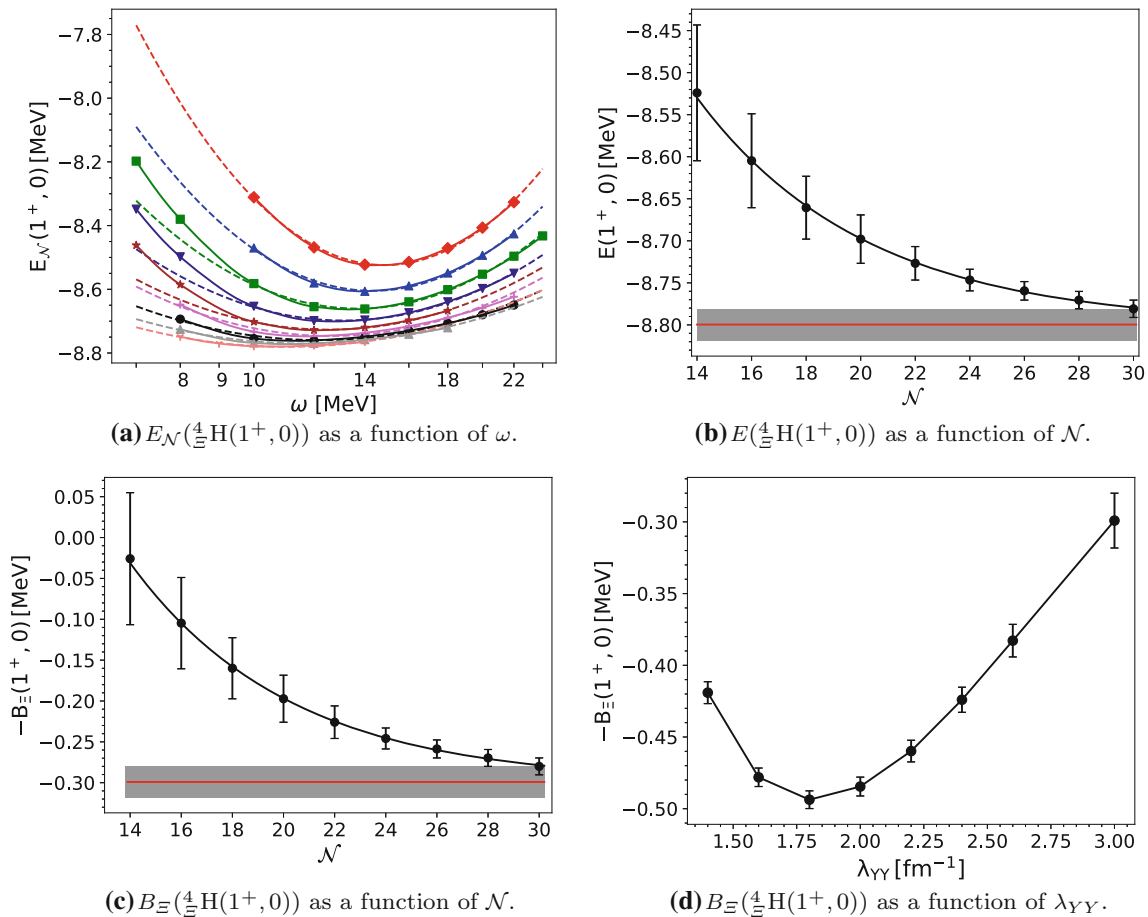 −7.8
−8.0
−8.2
−8.4
−8.6
−8.8
E𝒩(1⁺, 0) [MeV]
8 9 10 14 18 22
ω [MeV]
(a) E𝒩(⁴ΞH(1⁺, 0)) as a function of ω.
−8.45
−8.50
−8.55
−8.60
−8.65
−8.70
−8.75
−8.80
E(1⁺, 0) [MeV]
14 16 18 20 22 24 26 28 30
𝒩
(b) E(⁴ΞH(1⁺, 0)) as a function of 𝒩.
0.05
0.00
−0.05
−0.10
−0.15
−0.20
−0.25
−0.30
−BΞ(1⁺, 0) [MeV]
14 16 18 20 22 24 26 28 30
𝒩
(c) BΞ(⁴ΞH(1⁺, 0)) as a function of 𝒩.
−0.30
−0.35
−0.40
−0.45
−0.50
−BΞ(1⁺, 0) [MeV]
1.50 1.75 2.00 2.25 2.50 2.75 3.00
λYY [fm⁻¹]
(d) BΞ(⁴ΞH(1⁺, 0)) as a function of λYY.